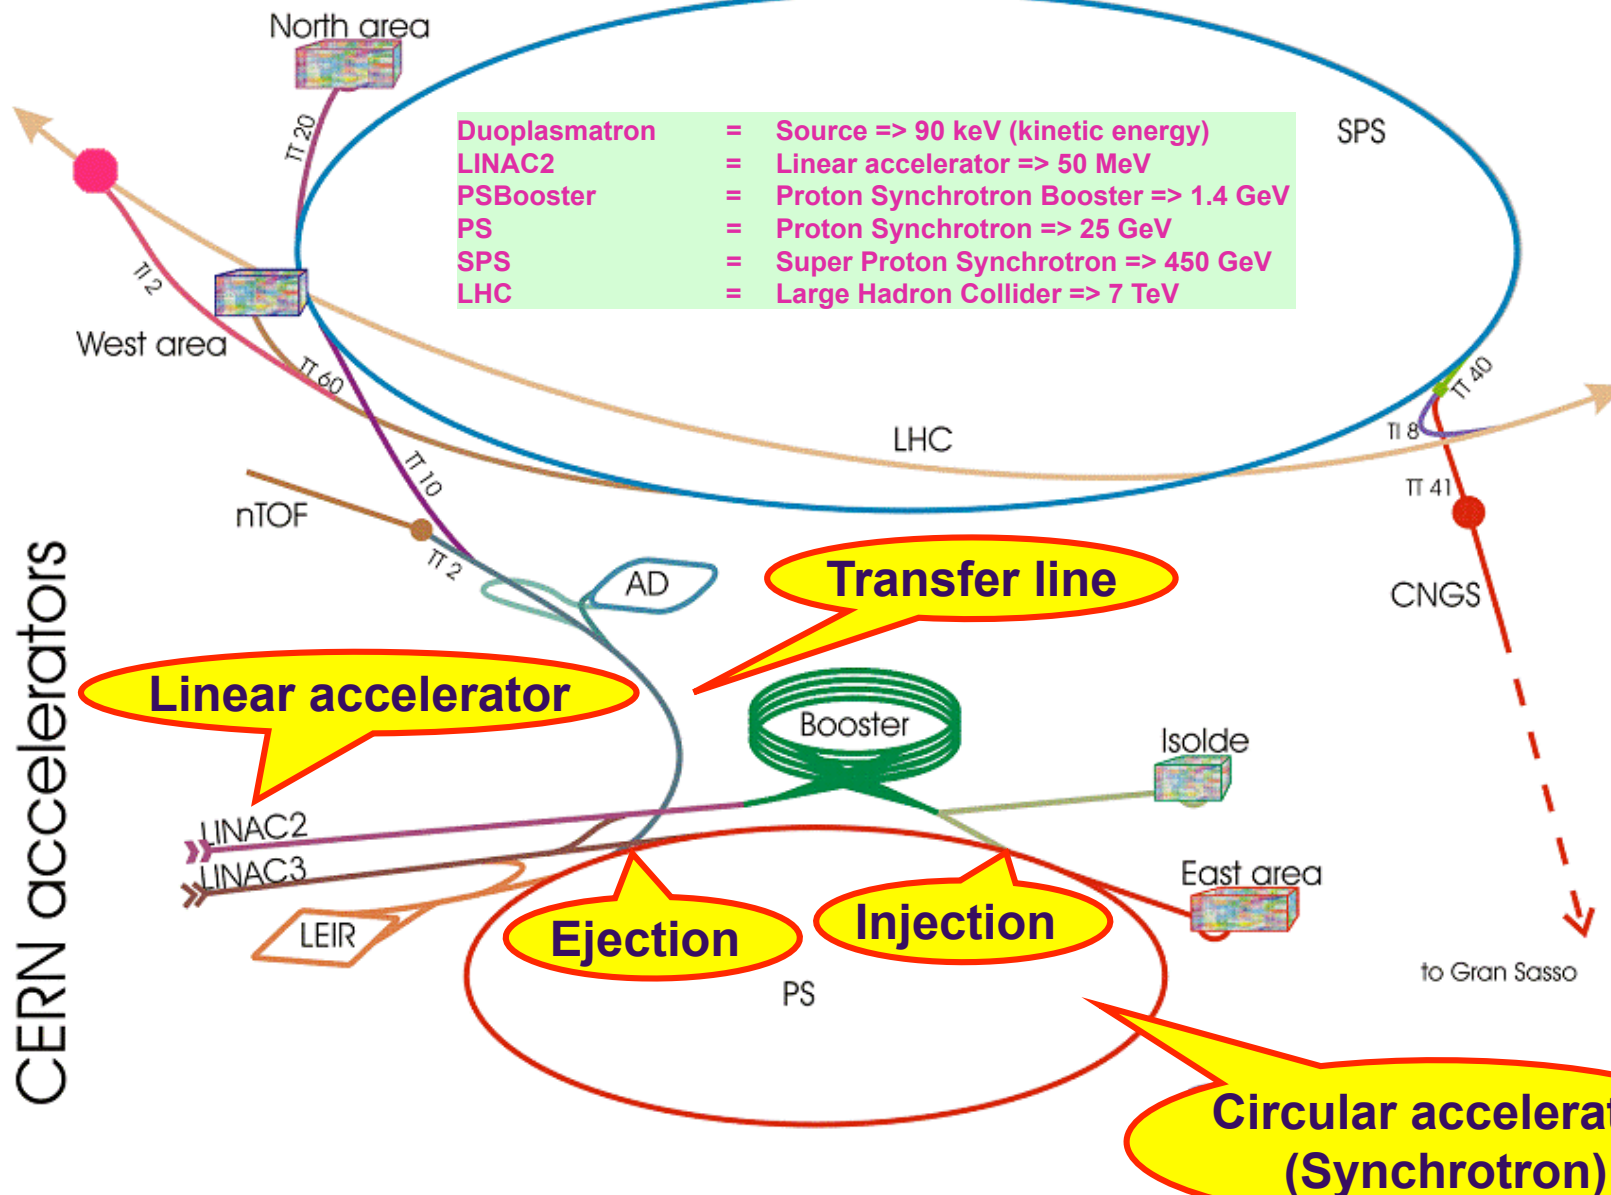 North area
TT 20
SPS
Duoplasmatron = Source => 90 keV (kinetic energy)
LINAC2 = Linear accelerator => 50 MeV
PSBooster = Proton Synchrotron Booster => 1.4 GeV
PS = Proton Synchrotron => 25 GeV
SPS = Super Proton Synchrotron => 450 GeV
LHC = Large Hadron Collider => 7 TeV
TI 2
West area
TT 60
TT 40
TI 8
LHC
TT 10
TT 41
nTOF
TT 2
AD
Transfer line
CNGS
CERN accelerators
Linear accelerator
Booster
Isolde
LINAC2
LINAC3
East area
LEIR
Ejection
Injection
to Gran Sasso
PS
Circular accelerat
(Synchrotron)